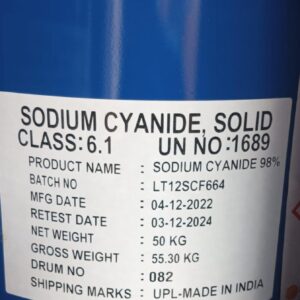 SODIUM CYANIDE, SOLID
CLASS:6.1 UN NO:1689
PRODUCT NAME : SODIUM CYANIDE 98%
BATCH NO : LT12SCF664
MFG DATE : 04-12-2022
RETEST DATE : 03-12-2024
NET WEIGHT : 50 KG
GROSS WEIGHT : 55.30 KG
DRUM NO : 082
SHIPPING MARKS : UPL-MADE IN INDIA